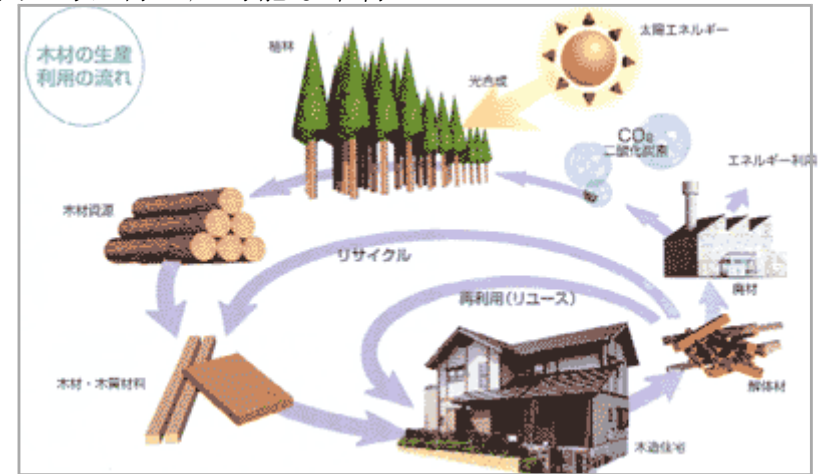 木材の生産
利用の流れ
植林
太陽エネルギー
光合成
CO₂
二酸化炭素
エネルギー利用
木材資源
リサイクル
廃材
再利用(リユース)
木材・木質材料
解体材
木造住宅